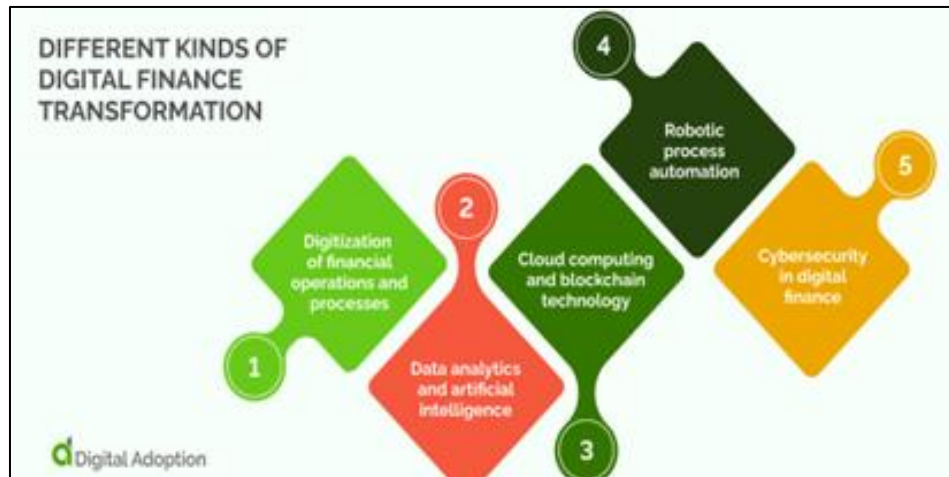 DIFFERENT KINDS OF
DIGITAL FINANCE
TRANSFORMATION
1
Digitization
of financial
operations and
processes
2
Data analytics
and artificial
intelligence
3
Cloud computing
and blockchain
technology
4
Robotic
process
automation
5
Cybersecurity
in digital
finance
Digital Adoption